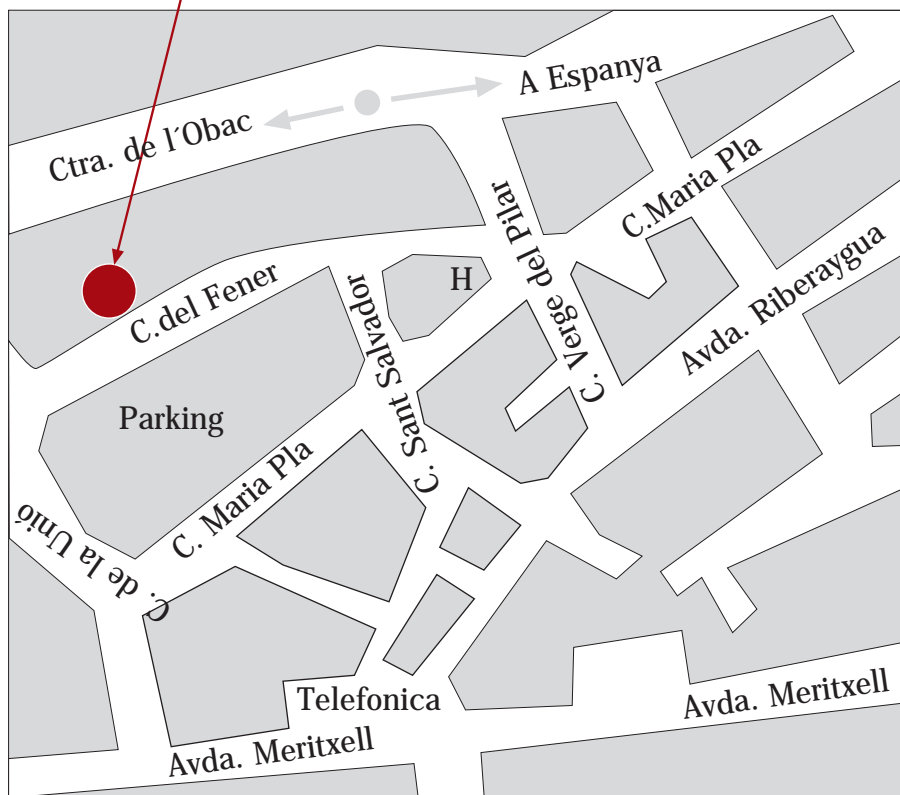 A Espanya
Ctra. de l´Obac
C.Maria Pla
C. Verge del Pilar
H
Avda. Riberaygua
C.del Fener
C. Sant Salvador
Parking
C. Maria Pla
C. de la Unió
Telefonica
Avda. Meritxell
Avda. Meritxell